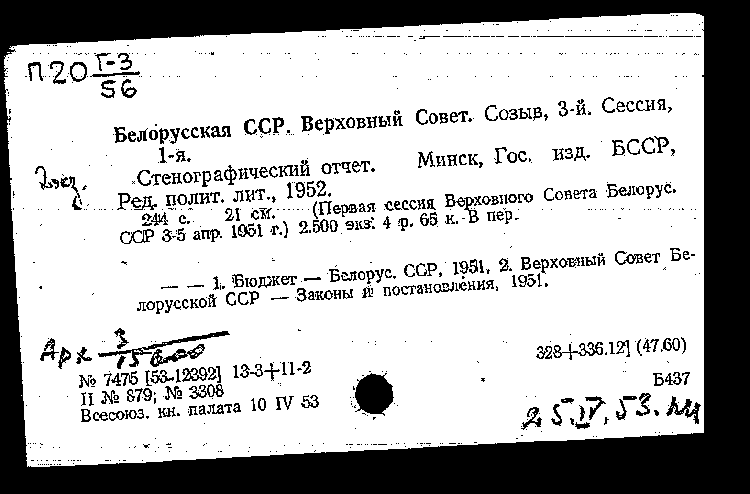 П20 Г-3
56
Белорусская ССР. Верховный Совет. Созыв, 3-й. Сессия,
1-я.
2 экз.
Стенографический отчет. Минск, Гос. изд. БССР,
Ред. полит. лит., 1952.
244 с. 21 см. (Первая сессия Верховного Совета Белорус.
ССР 3-5 апр. 1951 г.) 2.500 экз. 4 р. 65 к. В пер.
— — 1. Бюджет — Белорус. ССР, 1951, 2. Верховный Совет Бе-
лорусской ССР — Законы и постановления, 1951.
Арх 3
15000
328+336.12] (47.60)
№ 7475 [53-12392] 13-3+11-2
II № 879; № 3308
Б437
Всесоюз. кн. палата 10 IV 53
25.IV.53.